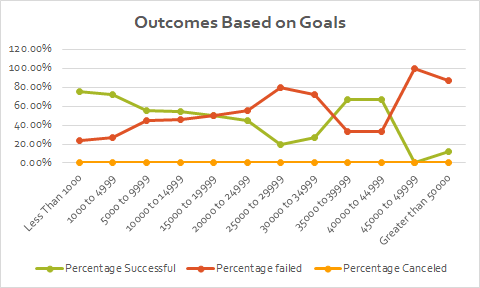 Outcomes Based on Goals
120.00%
100.00%
80.00%
60.00%
40.00%
20.00%
0.00%
Less Than 1000
1000 to 4999
5000 to 9999
10000 to 14999
15000 to 19999
20000 to 24999
25000 to 29999
30000 to 34999
35000 to 39999
40000 to 44999
45000 to 49999
Greater than 50000
Percentage Successful
Percentage failed
Percentage Canceled